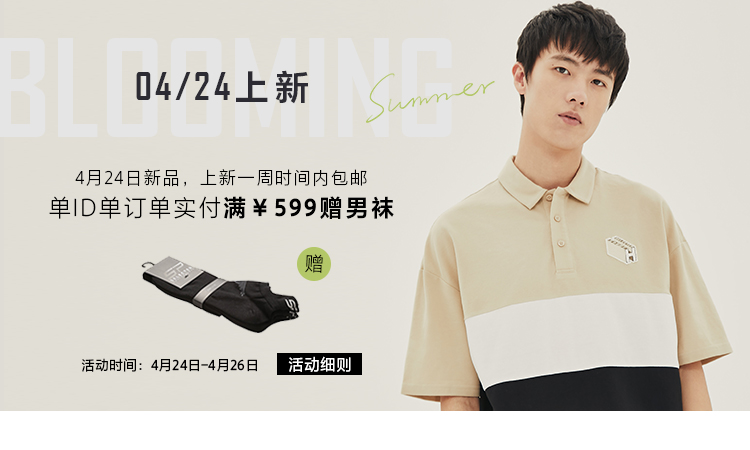 BLOOMING
04/24上新
Summer
4月24日新品，上新一周时间内包邮
单ID单订单实付满￥599赠男袜
赠
活动时间：4月24日-4月26日
活动细则